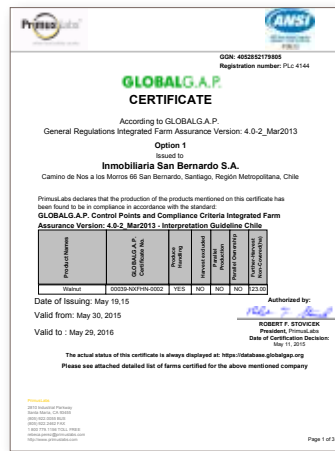 PrimusLabs
ANSI
GGN: 4052852179805
Registration number: PLc 4144
GLOBALG.A.P.
CERTIFICATE
According to GLOBALG.A.P.
General Regulations Integrated Farm Assurance Version: 4.0-2_Mar2013
Option 1
Issued to
Inmobiliaria San Bernardo S.A.
Camino de Nos a los Morros 66 San Bernardo, Santiago, Región Metropolitana, Chile
PrimusLabs declares that the production of the products mentioned on this certificate has
been found to be in compliance in accordance with the standard:
GLOBALG.A.P. Control Points and Compliance Criteria Integrated Farm
Assurance Version: 4.0-2_Mar2013 - Interpretation Guideline Chile
Product Names
GLOBALG.A.P. Certificate No.
Produce Handling
Harvest excluded
Parallel Production
Parallel Ownership
Further-Harvest Non-Covered(ha)
Walnut 00039-NXFHN-0002 YES NO NO NO 123.00
Date of Issuing: May 19,15
Authorized by:
Valid from: May 30, 2015
ROBERT F. STOVICEK
President, PrimusLabs
Date of Certification Decision:
May 11, 2015
Valid to : May 29, 2016
The actual status of this certificate is always displayed at: https://database.globalgap.org
Please see attached detailed list of farms certified for the above mentioned company
PrimusLabs
2810 Industrial Parkway
Santa Maria, CA 93455
Page 1 of 3